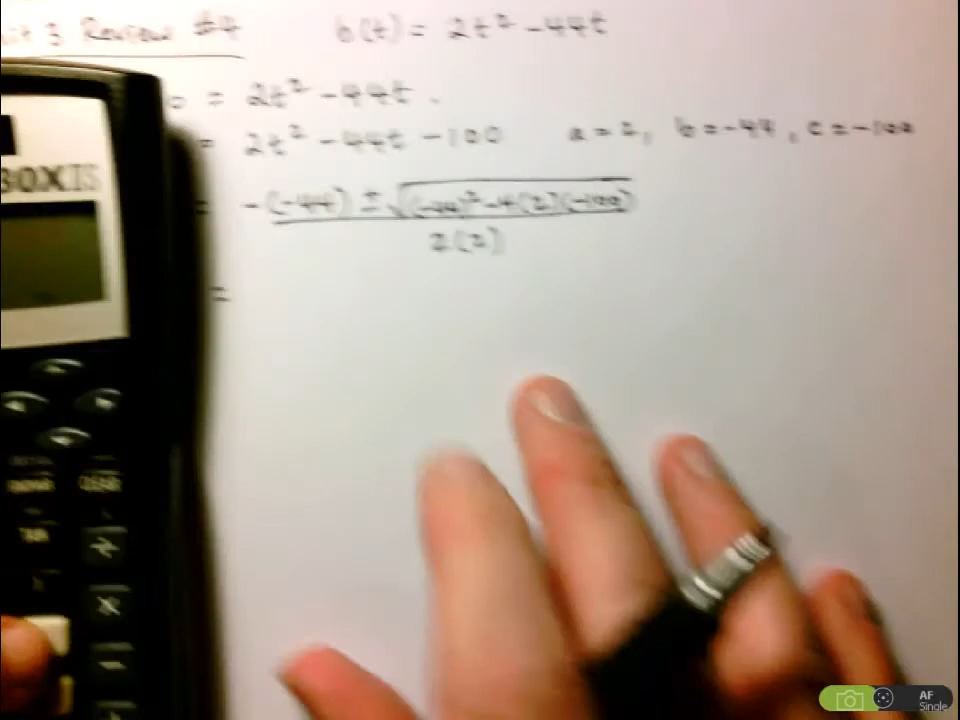 3 Review #4 b(t) = 2t² - 44t
= 2t² - 44t .
= 2t² - 44t - 100 a = 2, b = -44, c = -100
= -(-44) ± √(-44)² - 4(2)(-100)
2(2)
=
30XIS
AF
Single